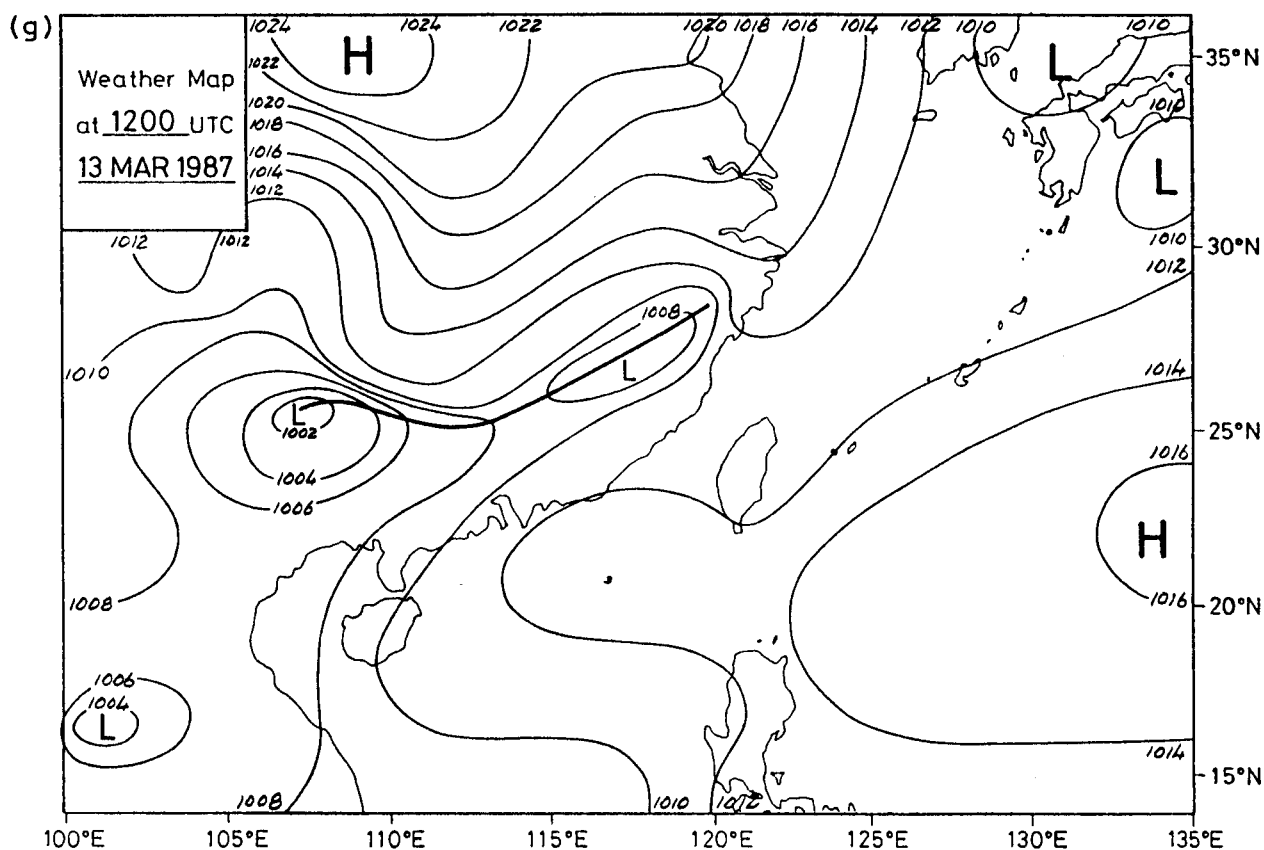 (g)
1024 1024 1022 1020 1018 1016 1014 1012 1010 1010
H L 35°N
Weather Map
at 1200 UTC
13 MAR 1987
1022
1020
1018
1016
1014
1012
1010
L
1012 1012 1010 30°N
1012
1008
1010 L 1014
L
1002 25°N
1004 1016
1006
H
1008 1016 20°N
1006
1004
L
1014
15°N
1008 1010 1012
100°E 105°E 110°E 115°E 120°E 125°E 130°E 135°E